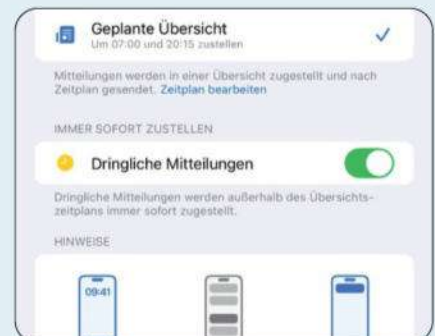 Geplante Übersicht
Um 07:00 und 20:15 zustellen
Mitteilungen werden in einer Übersicht zugestellt und nach
Zeitplan gesendet. Zeitplan bearbeiten
IMMER SOFORT ZUSTELLEN
Dringliche Mitteilungen
Dringliche Mitteilungen werden außerhalb des Übersichts-
zeitplans immer sofort zugestellt.
HINWEISE
09:41